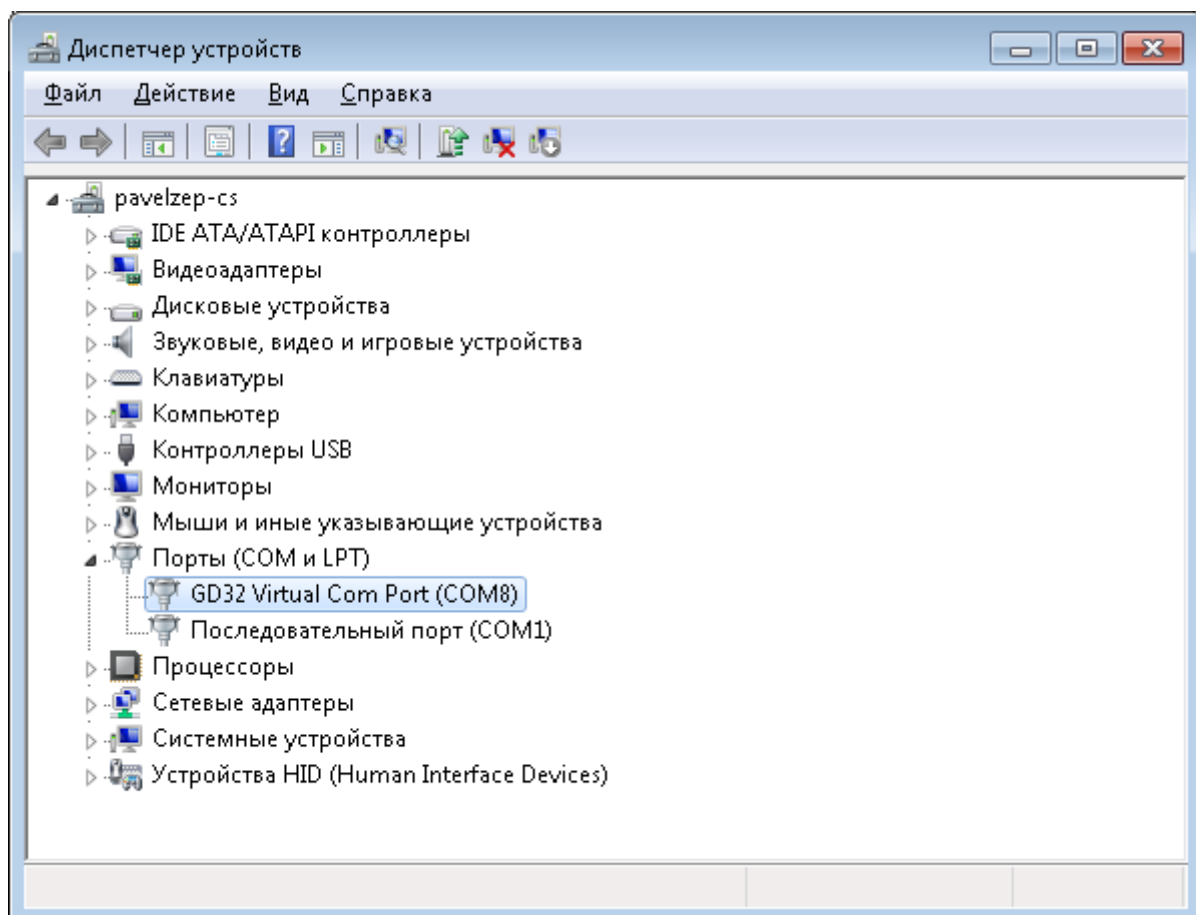 Диспетчер устройств
Файл Действие Вид Справка
pavelzep-cs
IDE ATA/ATAPI контроллеры
Видеоадаптеры
Дисковые устройства
Звуковые, видео и игровые устройства
Клавиатуры
Компьютер
Контроллеры USB
Мониторы
Мыши и иные указывающие устройства
Порты (COM и LPT)
GD32 Virtual Com Port (COM8)
Последовательный порт (COM1)
Процессоры
Сетевые адаптеры
Системные устройства
Устройства HID (Human Interface Devices)